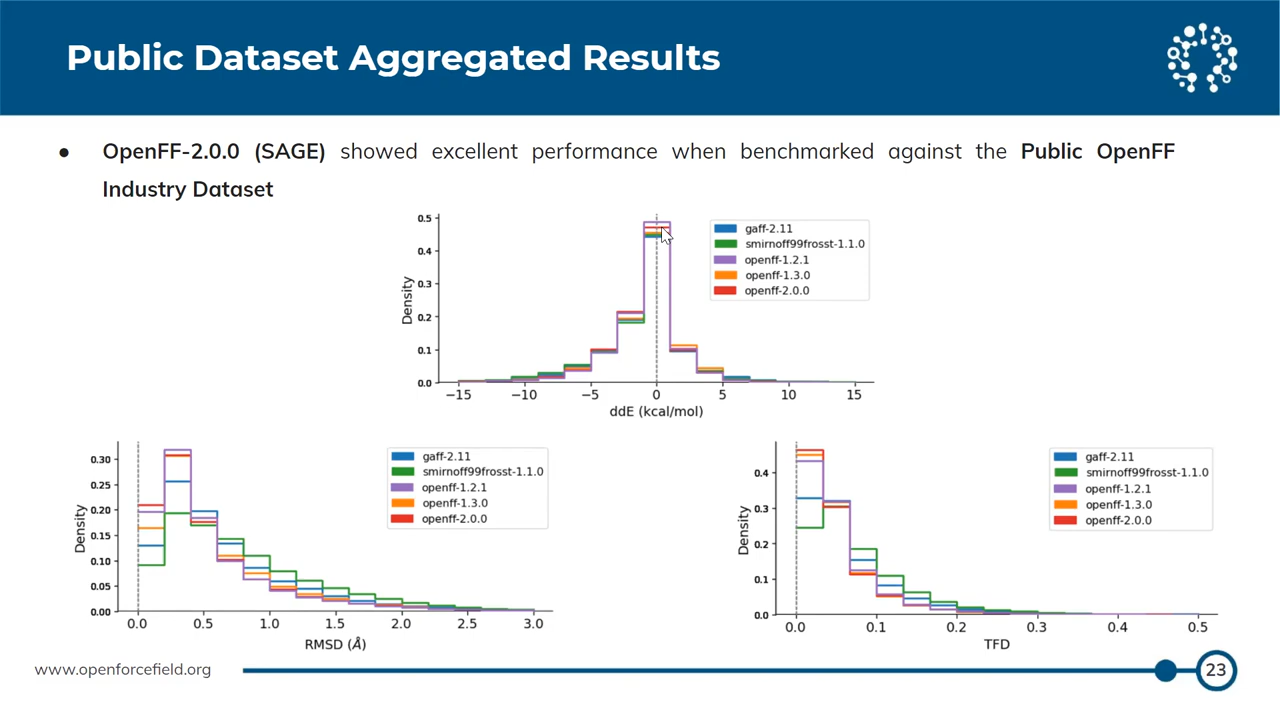 Public Dataset Aggregated Results
● OpenFF-2.0.0 (SAGE) showed excellent performance when benchmarked against the Public OpenFF
Industry Dataset
0.5
0.4
0.3
0.2
0.1
0.0
Density
−15 −10 −5 0 5 10 15
ddE (kcal/mol)
gaff-2.11
smirnoff99frosst-1.1.0
openff-1.2.1
openff-1.3.0
openff-2.0.0
0.30
0.25
0.20
0.15
0.10
0.05
0.00
Density
0.0 0.5 1.0 1.5 2.0 2.5 3.0
RMSD (Å)
gaff-2.11
smirnoff99frosst-1.1.0
openff-1.2.1
openff-1.3.0
openff-2.0.0
0.4
0.3
0.2
0.1
0.0
Density
0.0 0.1 0.2 0.3 0.4 0.5
TFD
gaff-2.11
smirnoff99frosst-1.1.0
openff-1.2.1
openff-1.3.0
openff-2.0.0
www.openforcefield.org
23